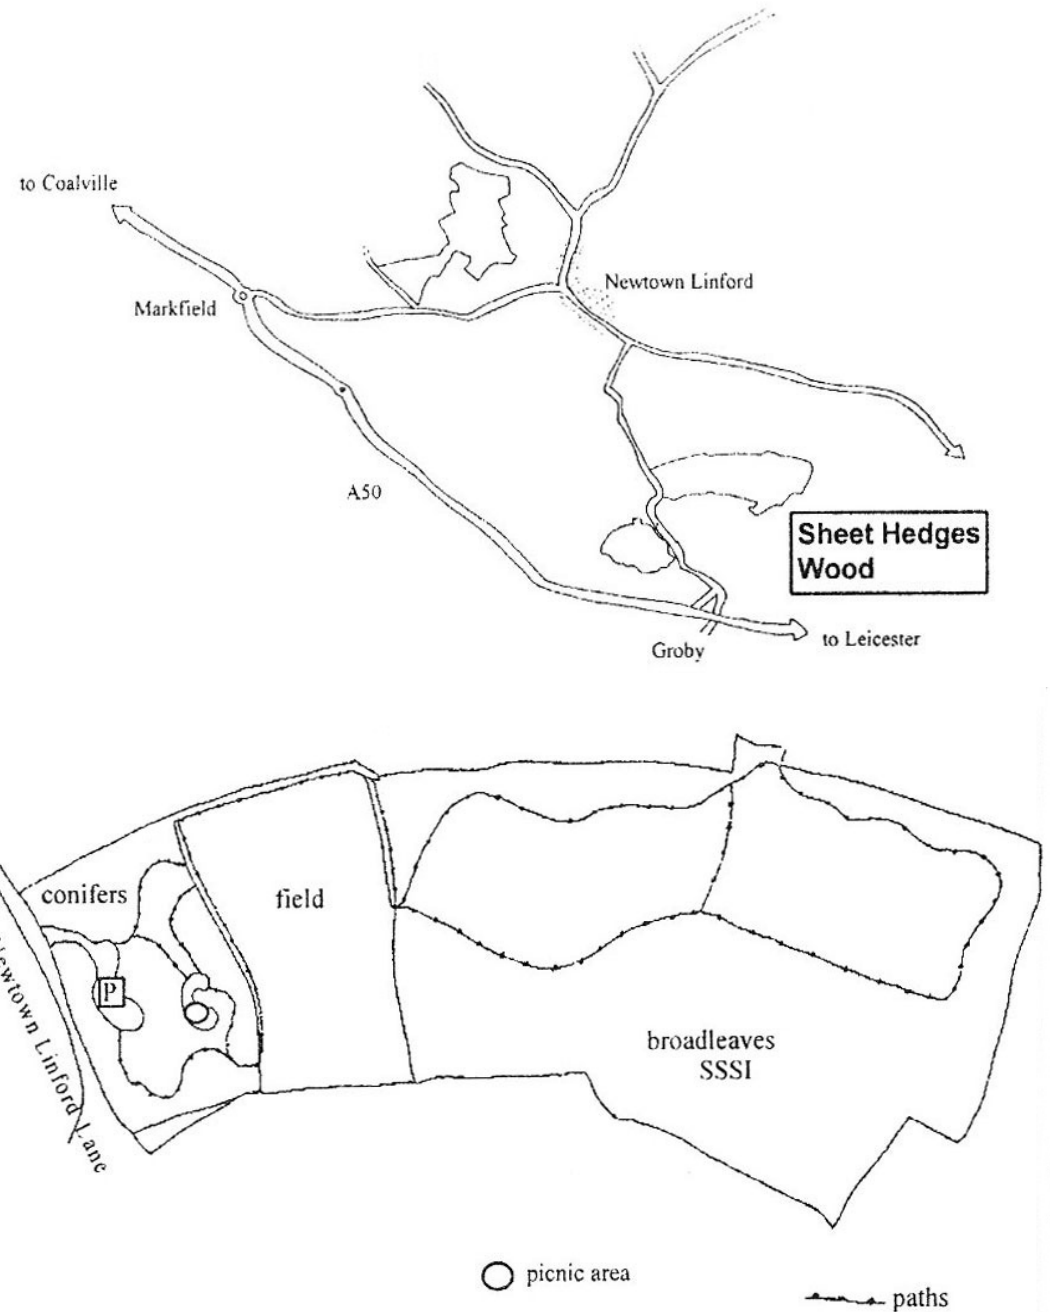 to Coalville
Markfield
Newtown Linford
A50
Sheet Hedges
Wood
Groby
to Leicester
conifers
field
P
Newtown Linford Lane
broadleaves
SSSI
picnic area
paths